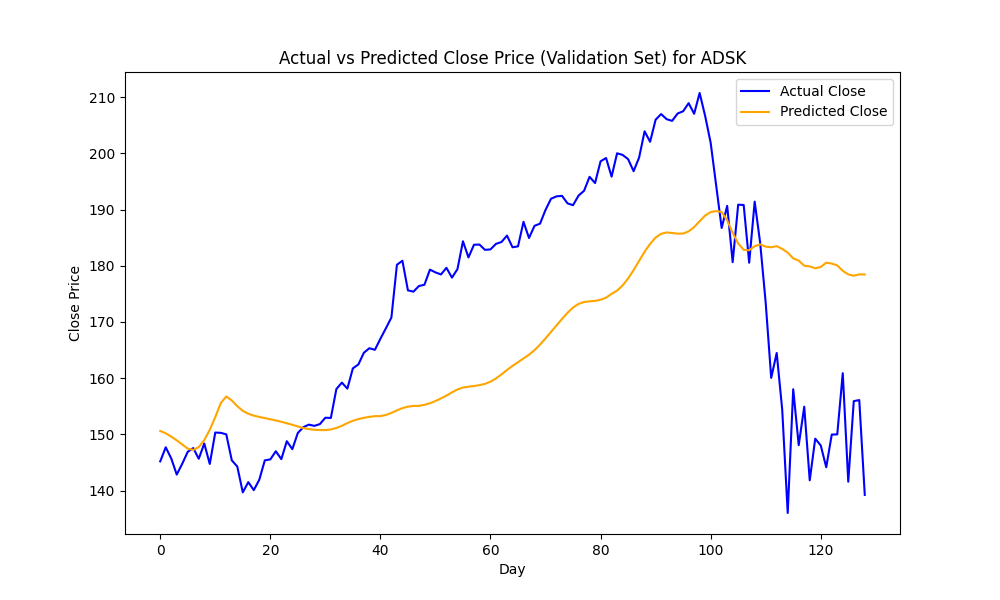 Actual vs Predicted Close Price (Validation Set) for ADSK
Actual Close
Predicted Close
Close Price
210
200
190
180
170
160
150
140
0 20 40 60 80 100 120
Day